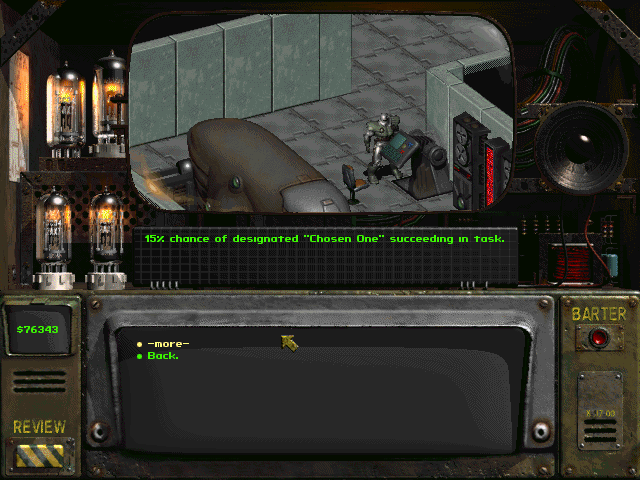 15% chance of designated "Chosen One" succeeding in task.
$76343
BARTER
-more-
Back.
REVIEW